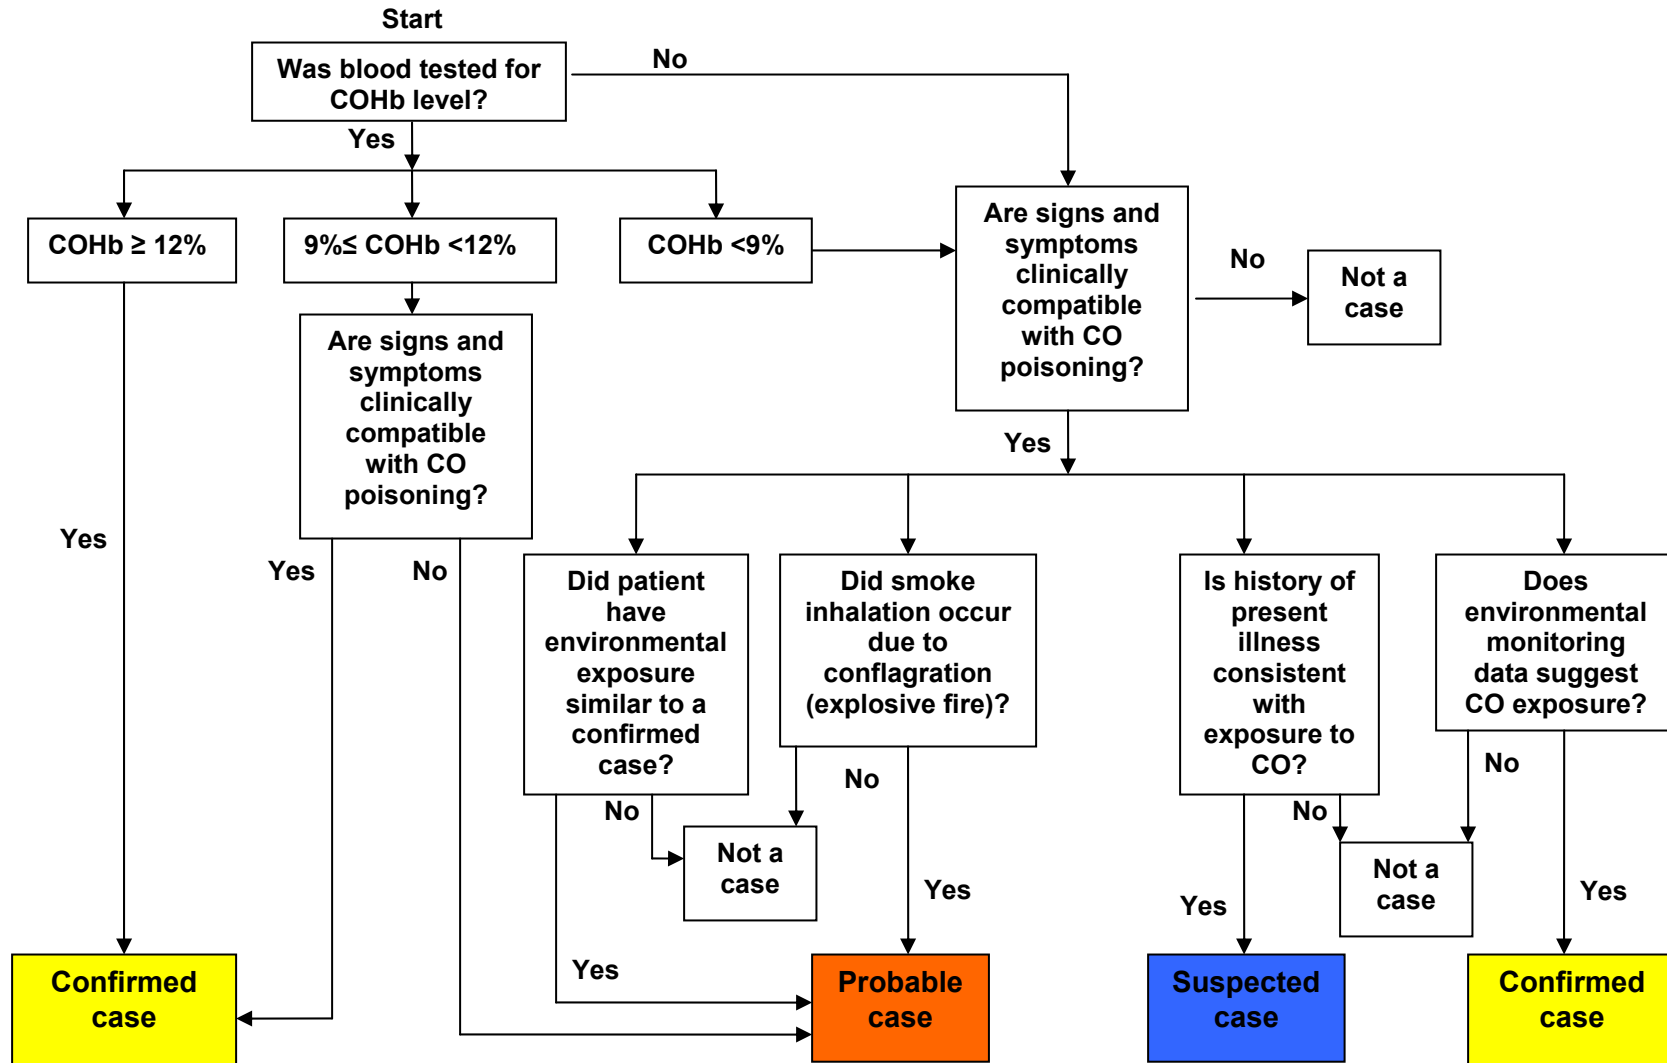 Start
Was blood tested for
COHb level?
No
Yes
COHb ≥ 12%
9%≤ COHb <12%
COHb <9%
Are signs and
symptoms
clinically
compatible
with CO
poisoning?
No
Not a
case
Are signs and
symptoms
clinically
compatible
with CO
poisoning?
Yes
Yes
Yes
No
Did patient
have
environmental
exposure
similar to a
confirmed
case?
Did smoke
inhalation occur
due to
conflagration
(explosive fire)?
Is history of
present
illness
consistent
with
exposure to
CO?
Does
environmental
monitoring
data suggest
CO exposure?
No
No
No
No
Not a
case
Not a
case
Yes
Yes
Yes
Yes
Confirmed
case
Probable
case
Suspected
case
Confirmed
case